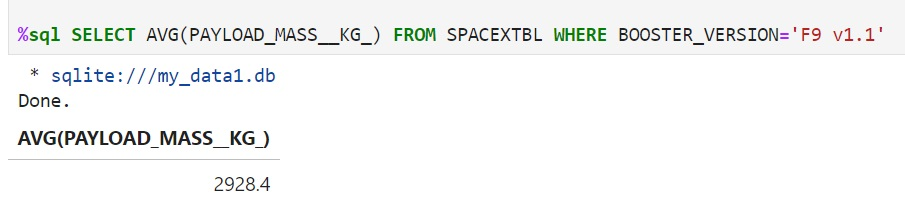 %sql SELECT AVG(PAYLOAD_MASS__KG_) FROM SPACEXTBL WHERE BOOSTER_VERSION='F9 v1.1'
* sqlite:///my_data1.db
Done.
AVG(PAYLOAD_MASS__KG_)
2928.4